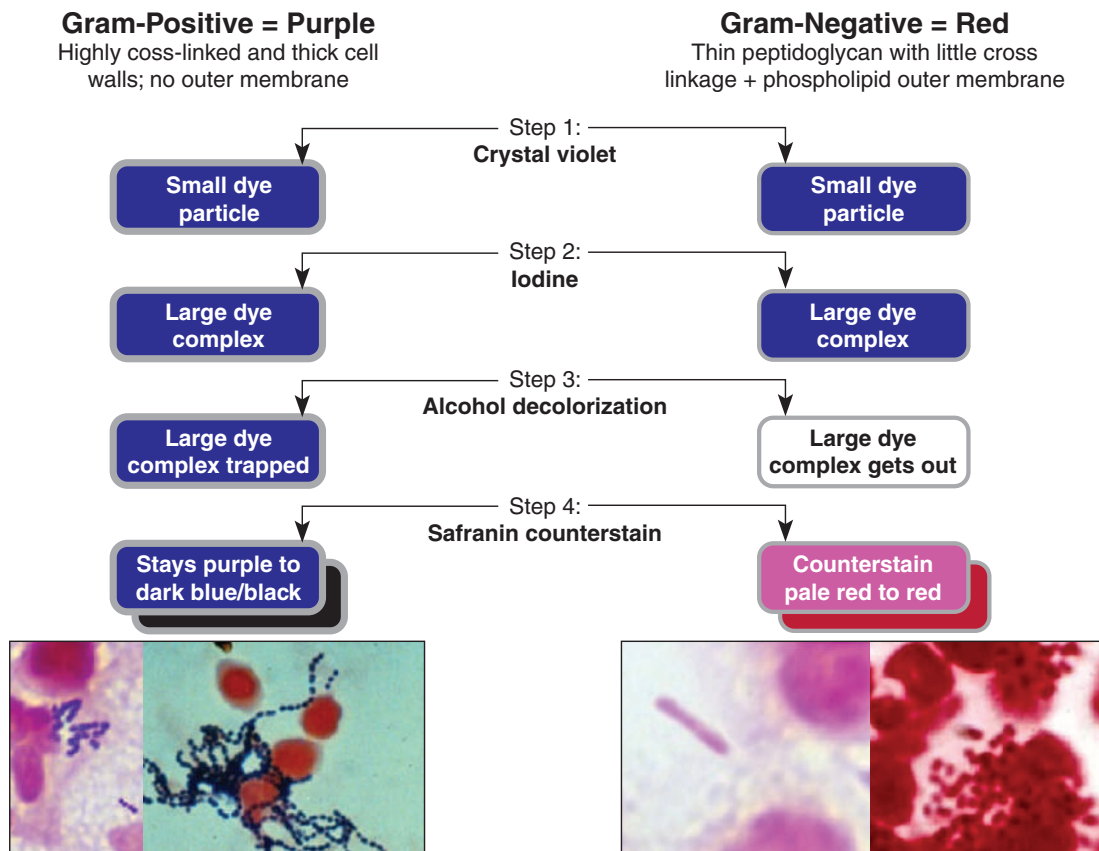 Gram-Positive = Purple
Highly coss-linked and thick cell
walls; no outer membrane
Gram-Negative = Red
Thin peptidoglycan with little cross
linkage + phospholipid outer membrane
Step 1:
Crystal violet
Small dye
particle
Small dye
particle
Step 2:
Iodine
Large dye
complex
Large dye
complex
Step 3:
Alcohol decolorization
Large dye
complex trapped
Large dye
complex gets out
Step 4:
Safranin counterstain
Stays purple to
dark blue/black
Counterstain
pale red to red